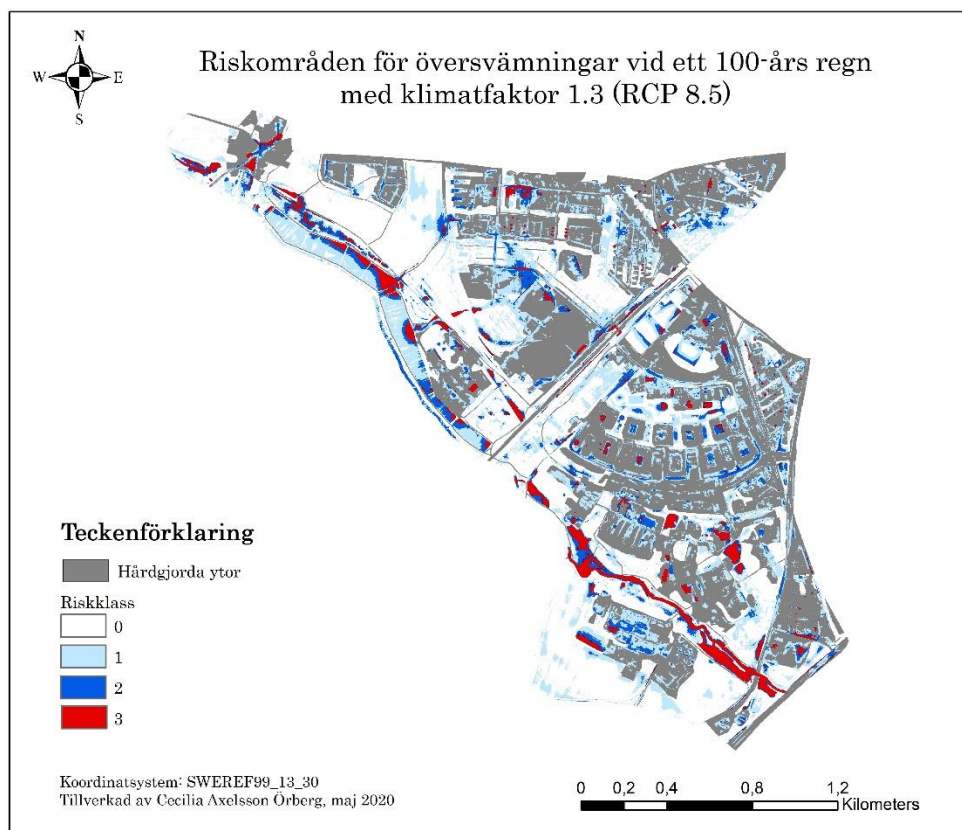 N
W E
S
Riskområden för översvämningar vid ett 100-års regn
med klimatfaktor 1.3 (RCP 8.5)
Teckenförklaring
Hårdgjorda ytor
Riskklass
0
1
2
3
Koordinatsystem: SWEREF99_13_30
Tillverkad av Cecilia Axelsson Örberg, maj 2020
0 0,2 0,4 0,8 1,2
Kilometers